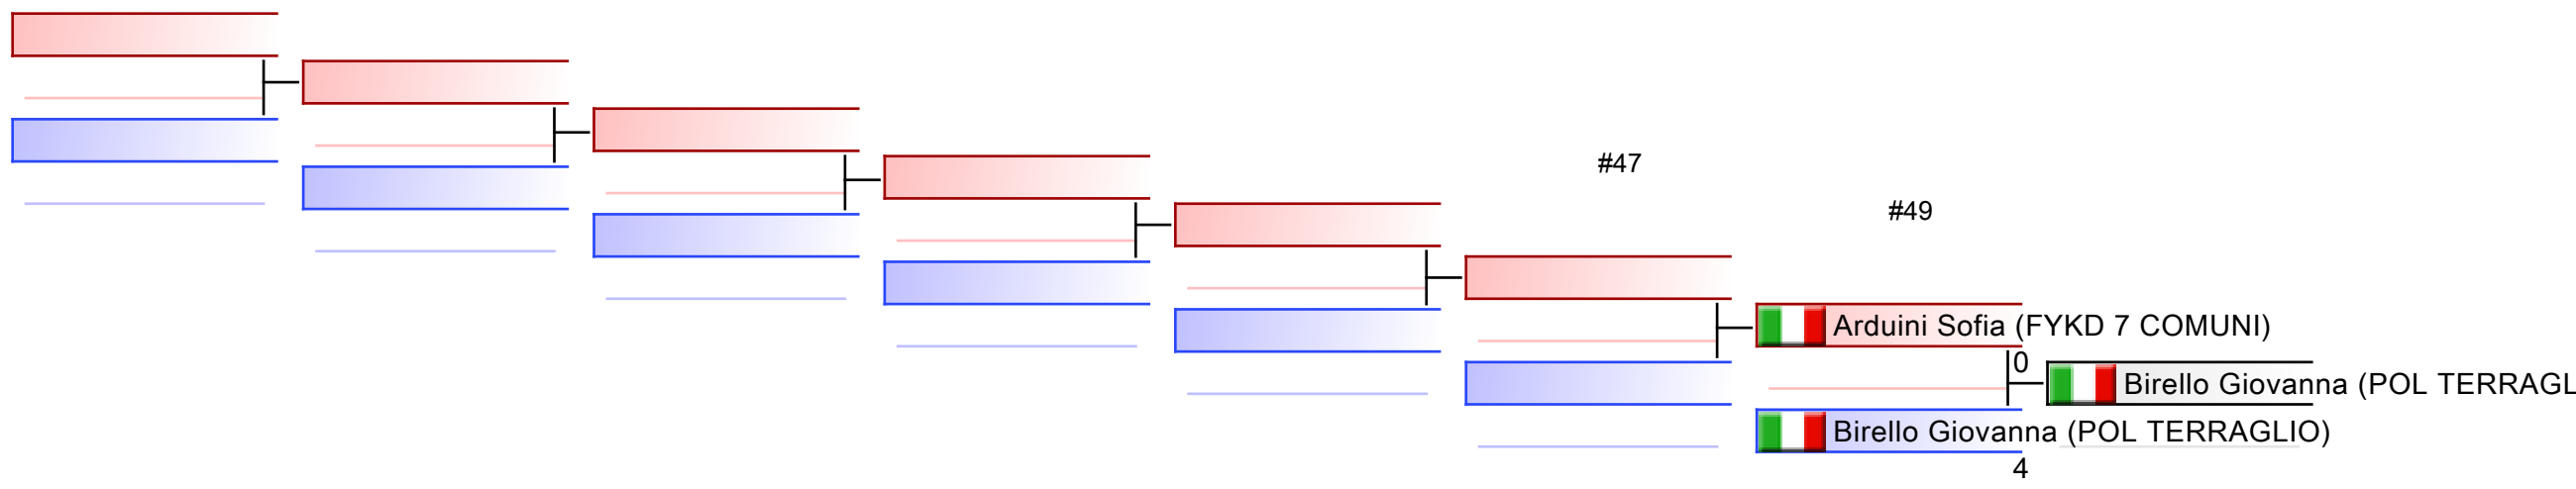 #47
#49
Arduini Sofia (FYKD 7 COMUNI)
0
Birello Giovanna (POL TERRAGL
Birello Giovanna (POL TERRAGLIO)
4